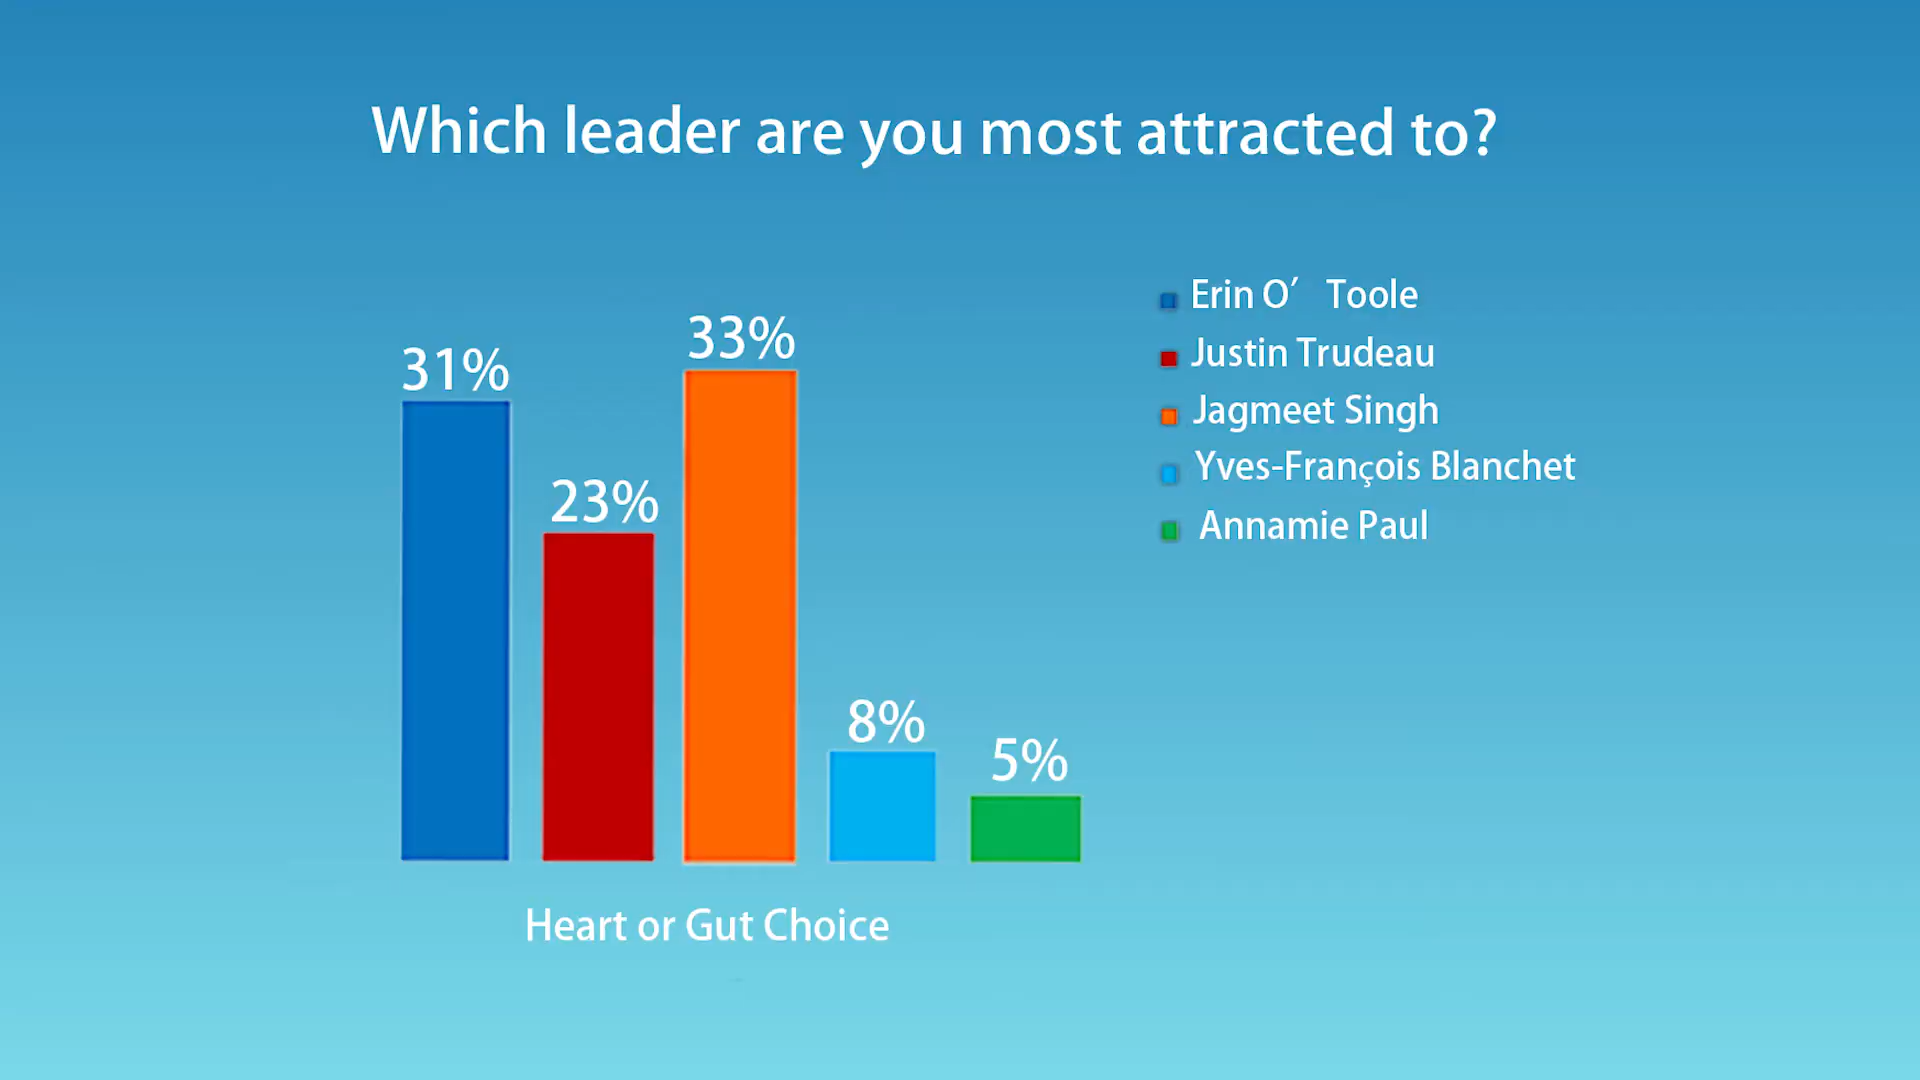 Which leader are you most attracted to?
31%
23%
33%
8%
5%
Heart or Gut Choice
Erin O′ Toole
Justin Trudeau
Jagmeet Singh
Yves-François Blanchet
Annamie Paul